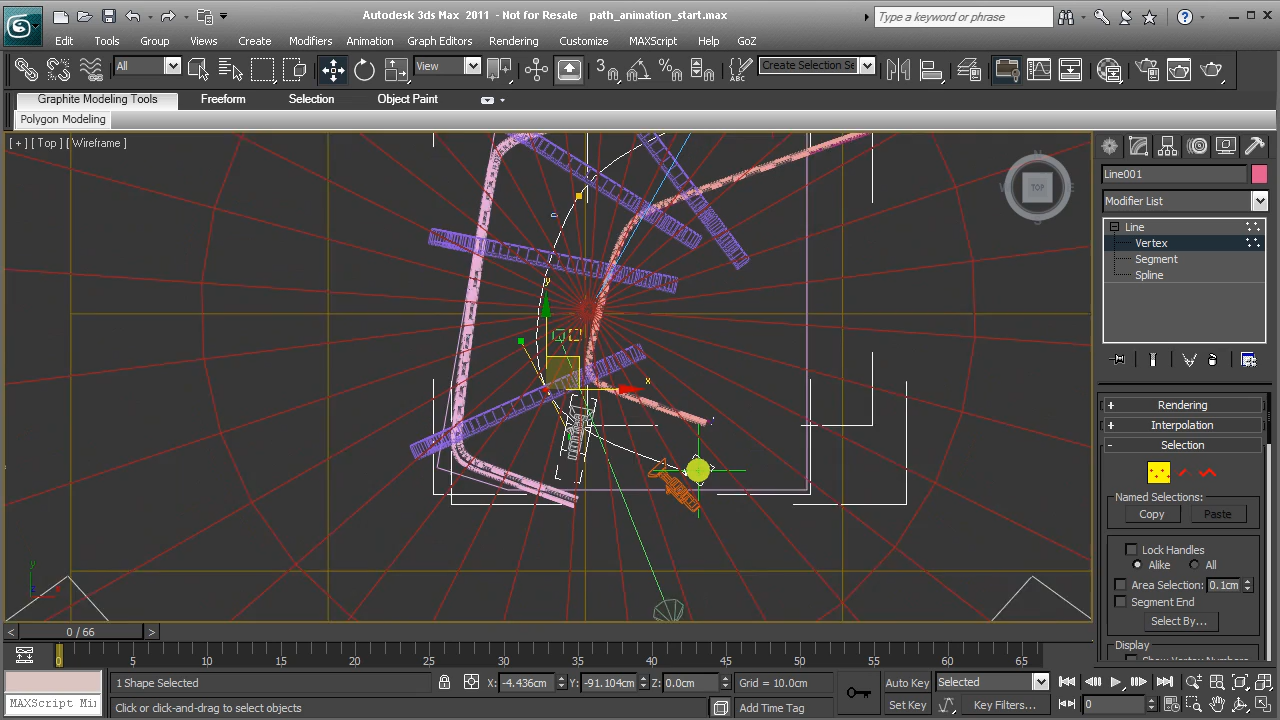 Autodesk 3ds Max 2011 - Not for Resale path_animation_start.max
Type a keyword or phrase
Edit Tools Group Views Create Modifiers Animation Graph Editors Rendering Customize MAXScript Help GoZ
All View Create Selection Se
Graphite Modeling Tools Freeform Selection Object Paint
Polygon Modeling
[ + ] [ Top ] [ Wireframe ]
TOP
Line001
Modifier List
Line
Vertex
Segment
Spline
+ Rendering
+ Interpolation
- Selection
Named Selections:
Copy Paste
Lock Handles
Alike All
Area Selection: 0.1cm
Segment End
Select By...
Display
y
x
< 0 / 66 >
0 5 10 15 20 25 30 35 40 45 50 55 60 65
1 Shape Selected X: -4.436cm Y: -91.104cm Z: 0.0cm Grid = 10.0cm Auto Key Selected
MAXScript Mi Click or click-and-drag to select objects Add Time Tag Set Key Key Filters... 0